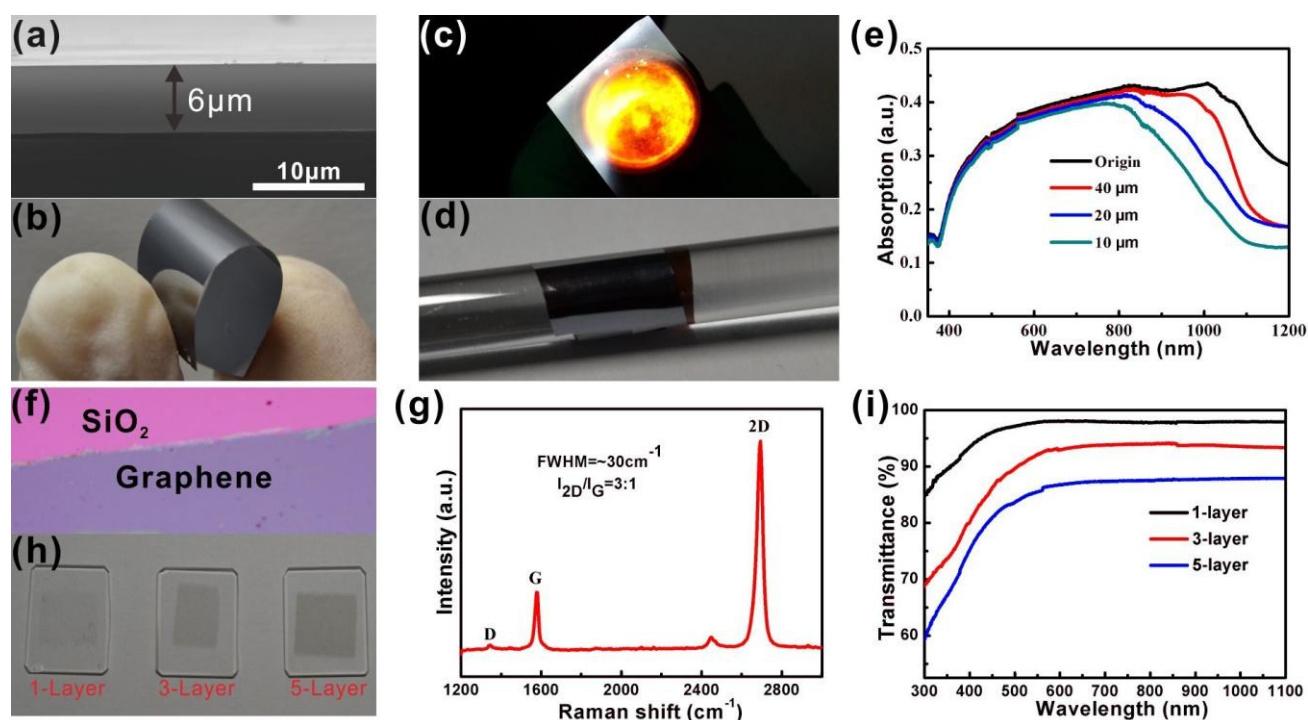 (a)
6μm
10μm
(b)
(c)
(d)
(e)
0.5
0.4
0.3
0.2
0.1
0.0
Absorption (a.u.)
Origin
40 μm
20 μm
10 μm
400
600
800
1000
1200
Wavelength (nm)
(f)
SiO2
Graphene
(h)
1-Layer
3-Layer
5-Layer
(g)
Intensity (a.u.)
FWHM=~30cm-1
I2D/IG=3:1
D
G
2D
1200
1600
2000
2400
2800
Raman shift (cm-1)
(i)
100
90
80
70
60
Transmittance (%)
1-layer
3-layer
5-layer
300
400
500
600
700
800
900
1000
1100
Wavelength (nm)